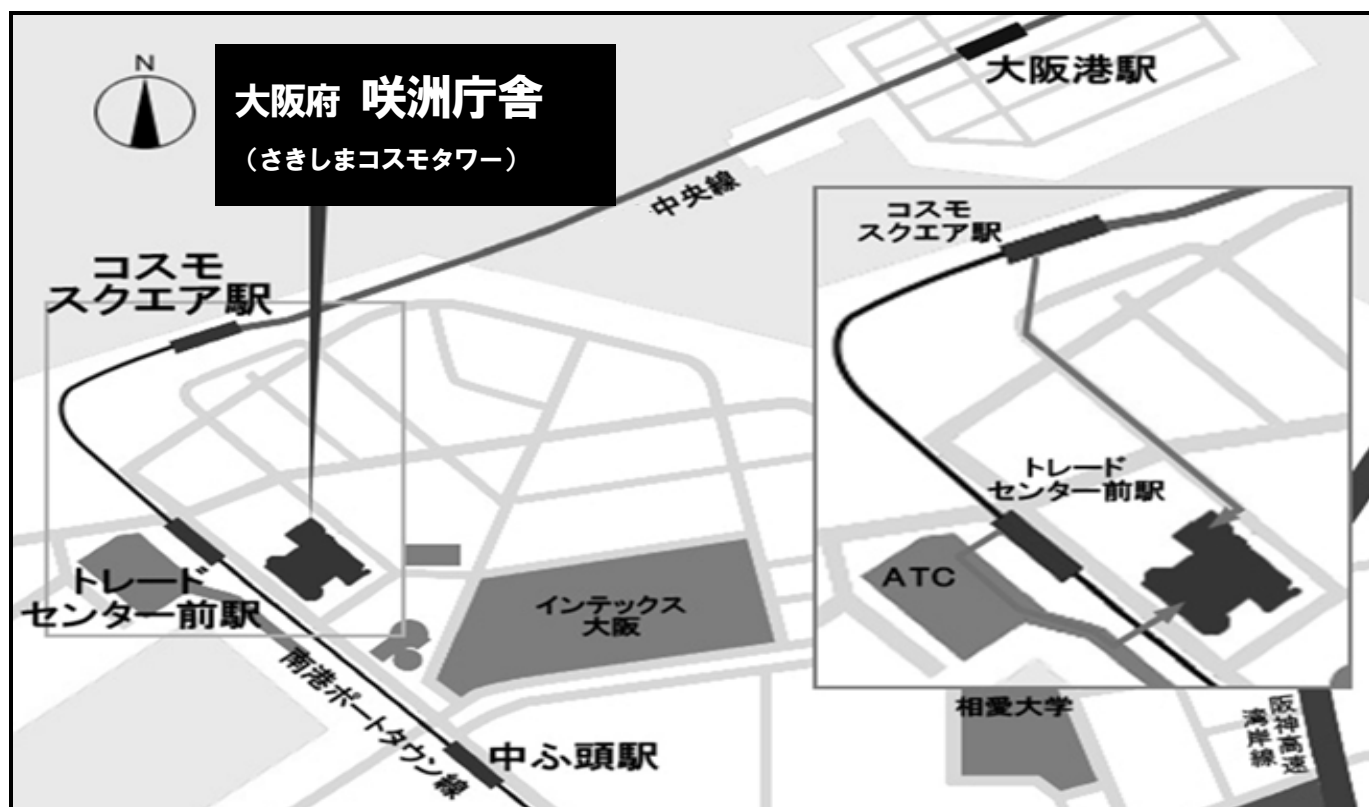 N
大阪府 咲洲庁舎
（さきしまコスモタワー）
大阪港駅
中央線
コスモ
スクエア駅
トレード
センター前駅
インテックス
大阪
南港ポートタウン線
中ふ頭駅
コスモ
スクエア駅
トレード
センター前駅
ATC
相愛大学
阪神高速
湾岸線